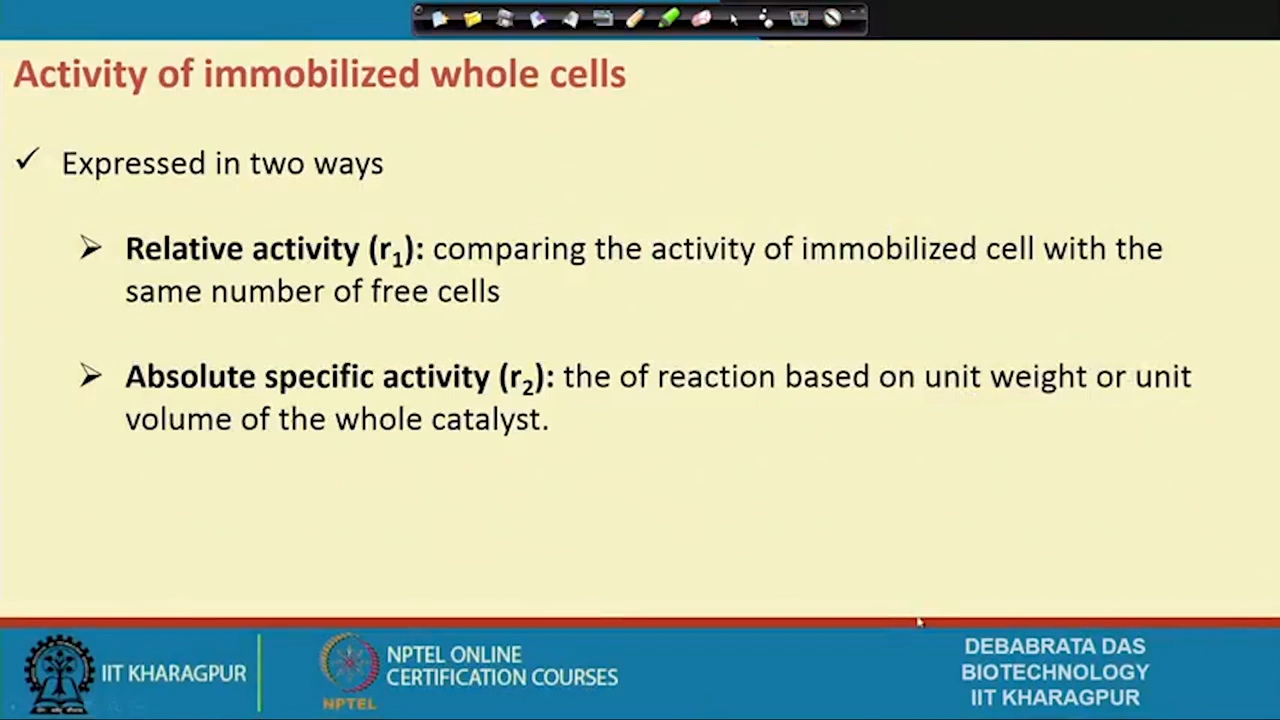 Activity of immobilized whole cells
✓ Expressed in two ways
➢ Relative activity (r₁): comparing the activity of immobilized cell with the
same number of free cells
➢ Absolute specific activity (r₂): the of reaction based on unit weight or unit
volume of the whole catalyst.
IIT KHARAGPUR
NPTEL
NPTEL ONLINE
CERTIFICATION COURSES
DEBABRATA DAS
BIOTECHNOLOGY
IIT KHARAGPUR